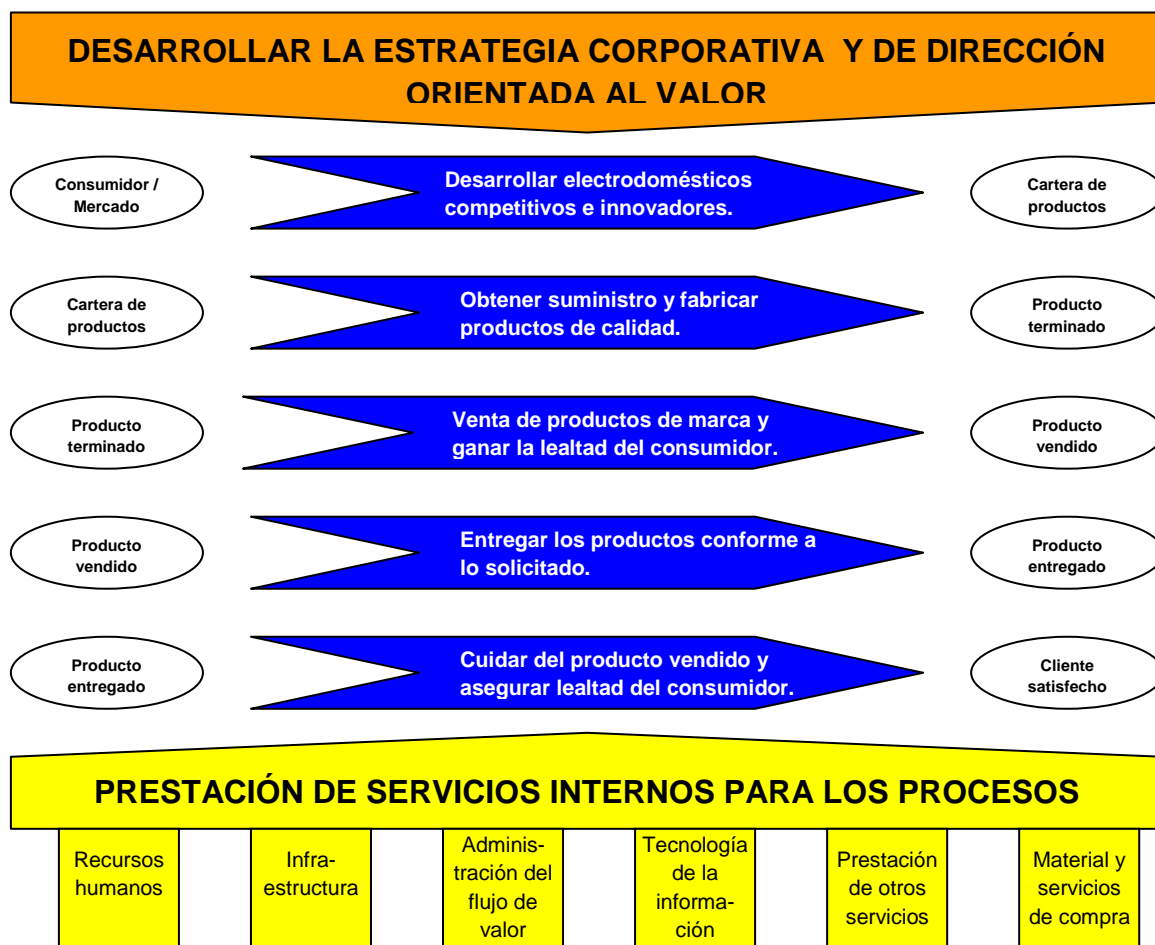 DESARROLLAR LA ESTRATEGIA CORPORATIVA Y DE DIRECCIÓN
ORIENTADA AL VALOR
Consumidor /
Mercado
Desarrollar electrodomésticos
competitivos e innovadores.
Cartera de
productos
Cartera de
productos
Obtener suministro y fabricar
productos de calidad.
Producto
terminado
Producto
terminado
Venta de productos de marca y
ganar la lealtad del consumidor.
Producto
vendido
Producto
vendido
Entregar los productos conforme a
lo solicitado.
Producto
entregado
Producto
entregado
Cuidar del producto vendido y
asegurar lealtad del consumidor.
Cliente
satisfecho
PRESTACIÓN DE SERVICIOS INTERNOS PARA LOS PROCESOS
Recursos
humanos
Infra-
estructura
Adminis-
tración del
flujo de
valor
Tecnología
de la
informa-
ción
Prestación
de otros
servicios
Material y
servicios
de compra